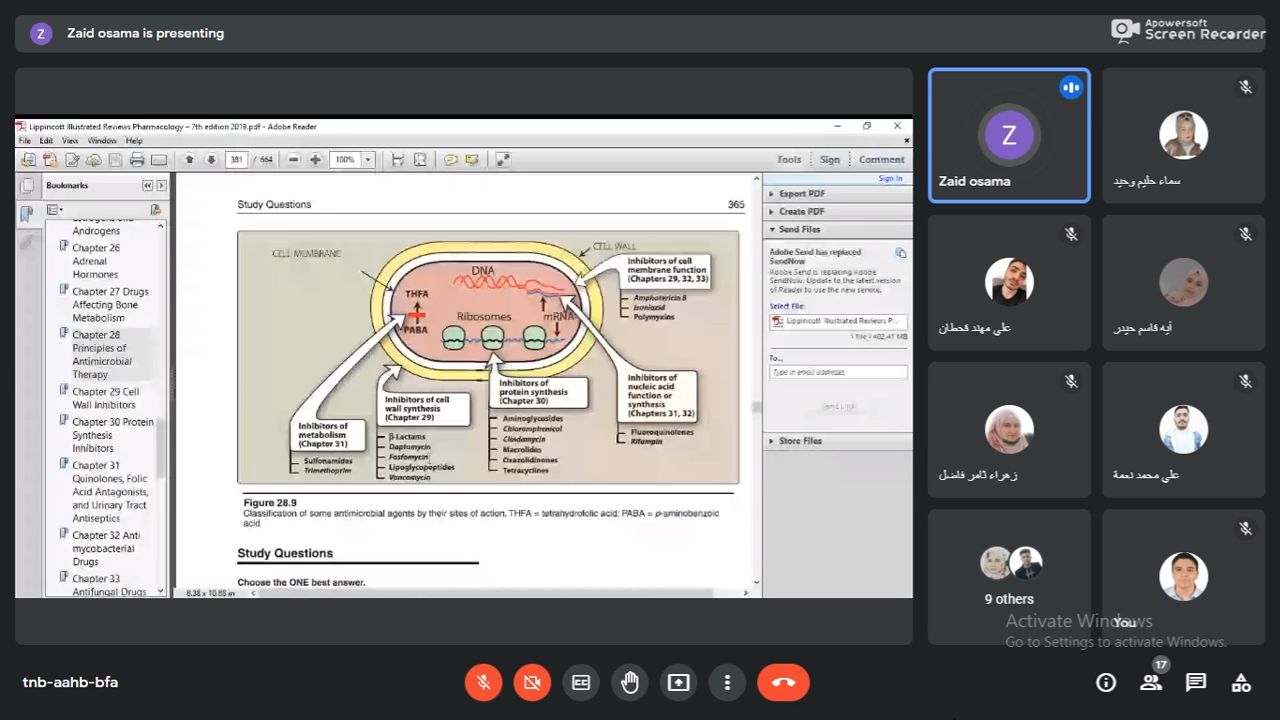 Zaid osama is presenting
Apowersoft
Screen Recorder
Lippincott Illustrated Reviews Pharmacology – 7th edition 2019.pdf - Adobe Reader
File Edit View Window Help
381 / 664
100%
Tools Sign Comment
Bookmarks
Androgens
Chapter 26
Adrenal
Hormones
Chapter 27 Drugs
Affecting Bone
Metabolism
Chapter 28
Principles of
Antimicrobial
Therapy
Chapter 29 Cell
Wall Inhibitors
Chapter 30 Protein
Synthesis
Inhibitors
Chapter 31
Quinolones, Folic
Acid Antagonists,
and Urinary Tract
Antiseptics
Chapter 32 Anti
mycobacterial
Drugs
Chapter 33
Antifungal Drugs
Study Questions 365
CELL MEMBRANE
CELL WALL
DNA
THFA
PABA
Ribosomes
mRNA
Inhibitors of cell
membrane function
(Chapters 29, 32, 33)
Amphotericin B
Isoniazid
Polymyxins
Inhibitors of
nucleic acid
function or
synthesis
(Chapters 31, 32)
Fluoroquinolones
Rifampin
Inhibitors of
protein synthesis
(Chapter 30)
Aminoglycosides
Chloramphenicol
Clindamycin
Macrolides
Oxazolidinones
Tetracyclines
Inhibitors of cell
wall synthesis
(Chapter 29)
β-Lactams
Daptomycin
Fosfomycin
Lipoglycopeptides
Vancomycin
Inhibitors of
metabolism
(Chapter 31)
Sulfonamides
Trimethoprim
Figure 28.9
Classification of some antimicrobial agents by their sites of action. THFA = tetrahydrofolic acid; PABA = p-aminobenzoic
acid.
Study Questions
Choose the ONE best answer.
8.38 x 10.88 in
Sign In
Export PDF
Create PDF
Send Files
Adobe Send has replaced
SendNow
Adobe Send is replacing Adobe
SendNow. Update to the latest version
of Reader to use the new service.
Select File:
Lippincott Illustrated Reviews P...
1 file / 402.41 MB
To...
Type in email addresses
Send Link
Store Files
Z
Zaid osama
سماء حليم وحيد
علي مهند قحطان
آيه قاسم حيدر
زهراء ثامر فاضل
علي محمد نعمة
9 others
You
Activate Windows
Go to Settings to activate Windows.
tnb-aahb-bfa
17